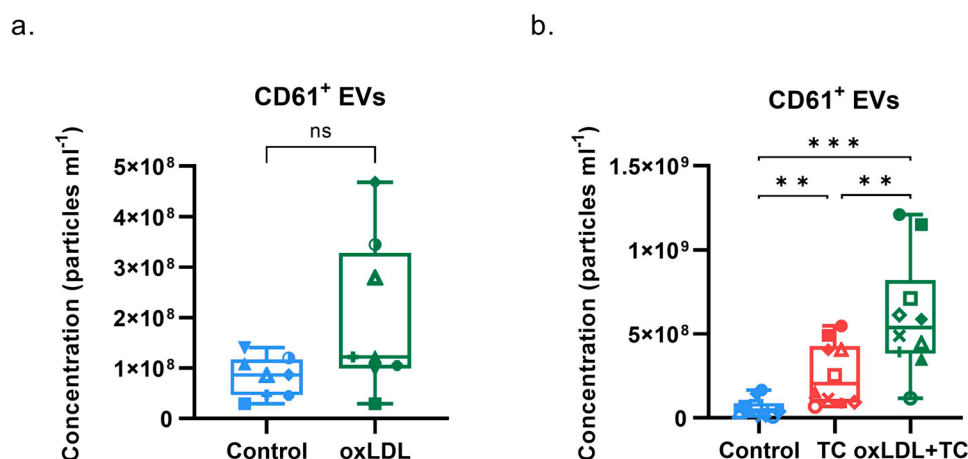 a.
CD61⁺ EVs
ns
Concentration (particles ml⁻¹)
5×10⁸
4×10⁸
3×10⁸
2×10⁸
1×10⁸
0
Control oxLDL
b.
CD61⁺ EVs
***
** **
Concentration (particles ml⁻¹)
1.5×10⁹
1×10⁹
5×10⁸
0
Control TC oxLDL+TC